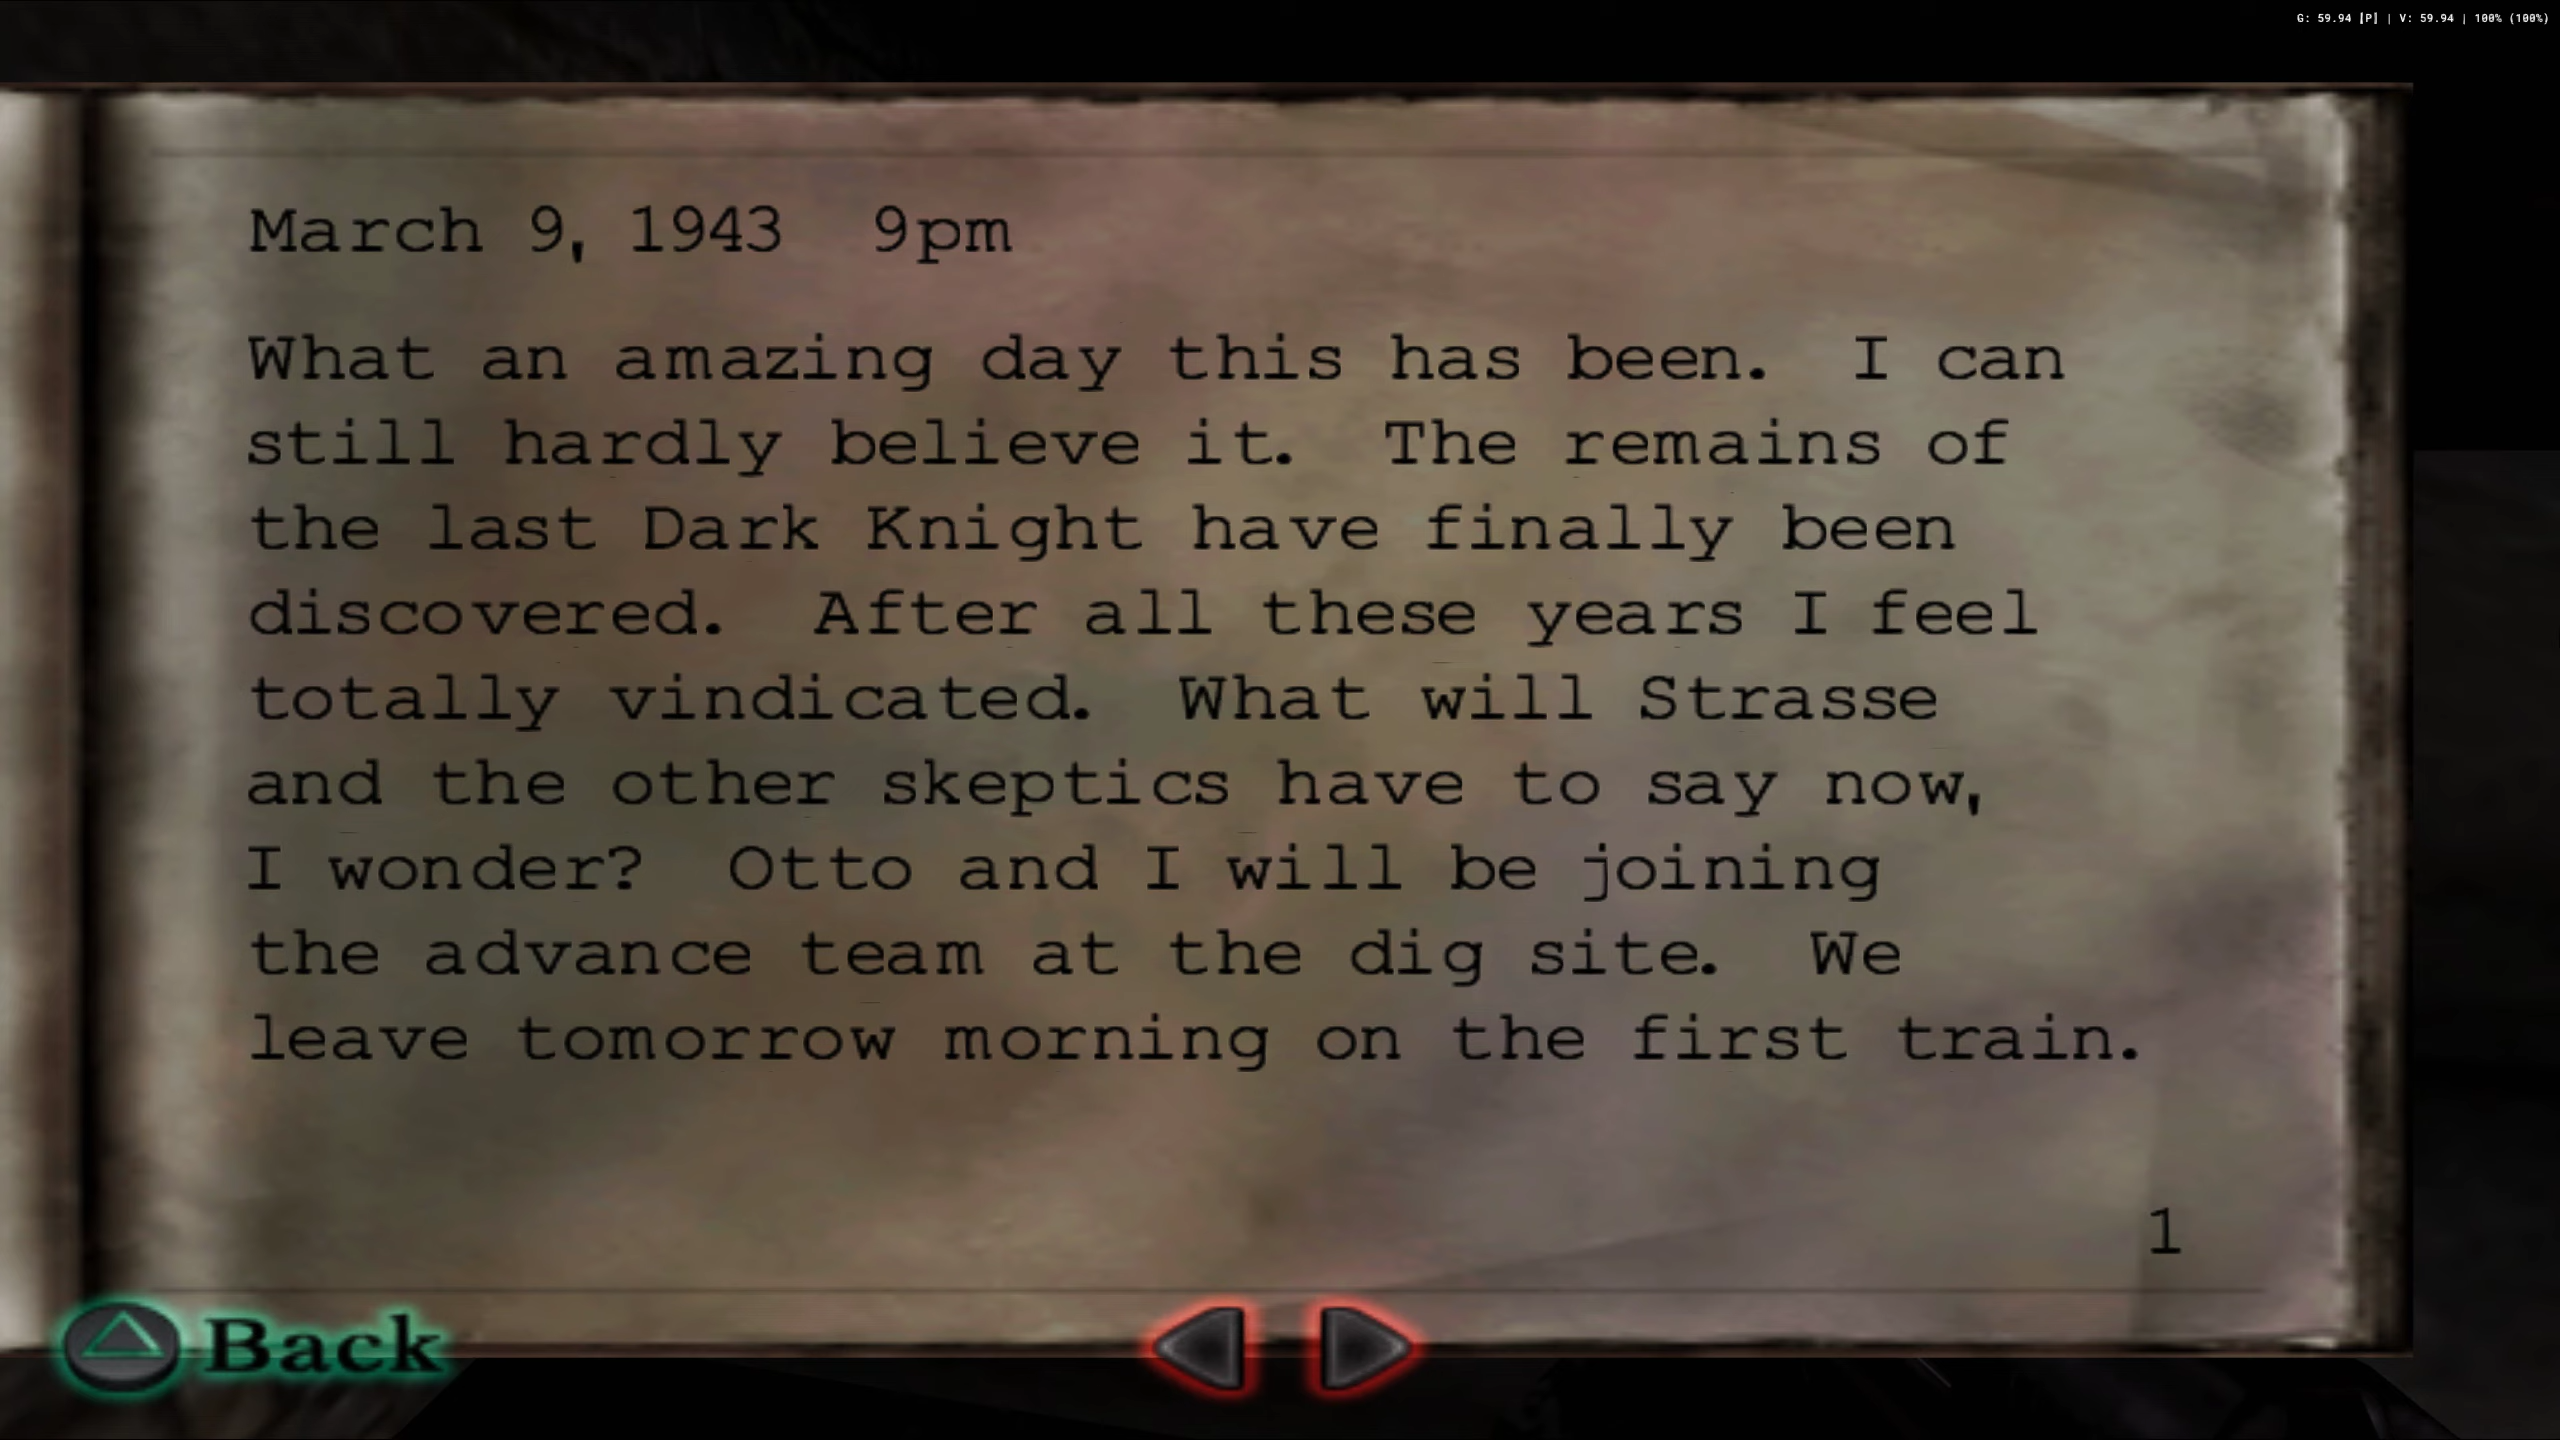 G: 59.94 [P] | V: 59.94 | 100% (100%)
March 9, 1943  9pm
What an amazing day this has been.  I can
still hardly believe it.  The remains of
the last Dark Knight have finally been
discovered.  After all these years I feel
totally vindicated.  What will Strasse
and the other skeptics have to say now,
I wonder?  Otto and I will be joining
the advance team at the dig site.  We
leave tomorrow morning on the first train.
1
Back